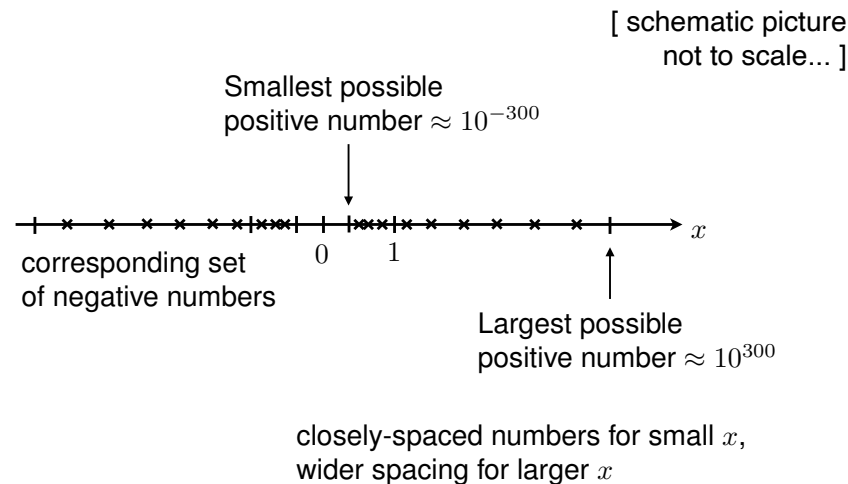 [ schematic picture
not to scale... ]
Smallest possible
positive number ≈ 10^{-300}
x
0
1
corresponding set
of negative numbers
Largest possible
positive number ≈ 10^{300}
closely-spaced numbers for small x,
wider spacing for larger x